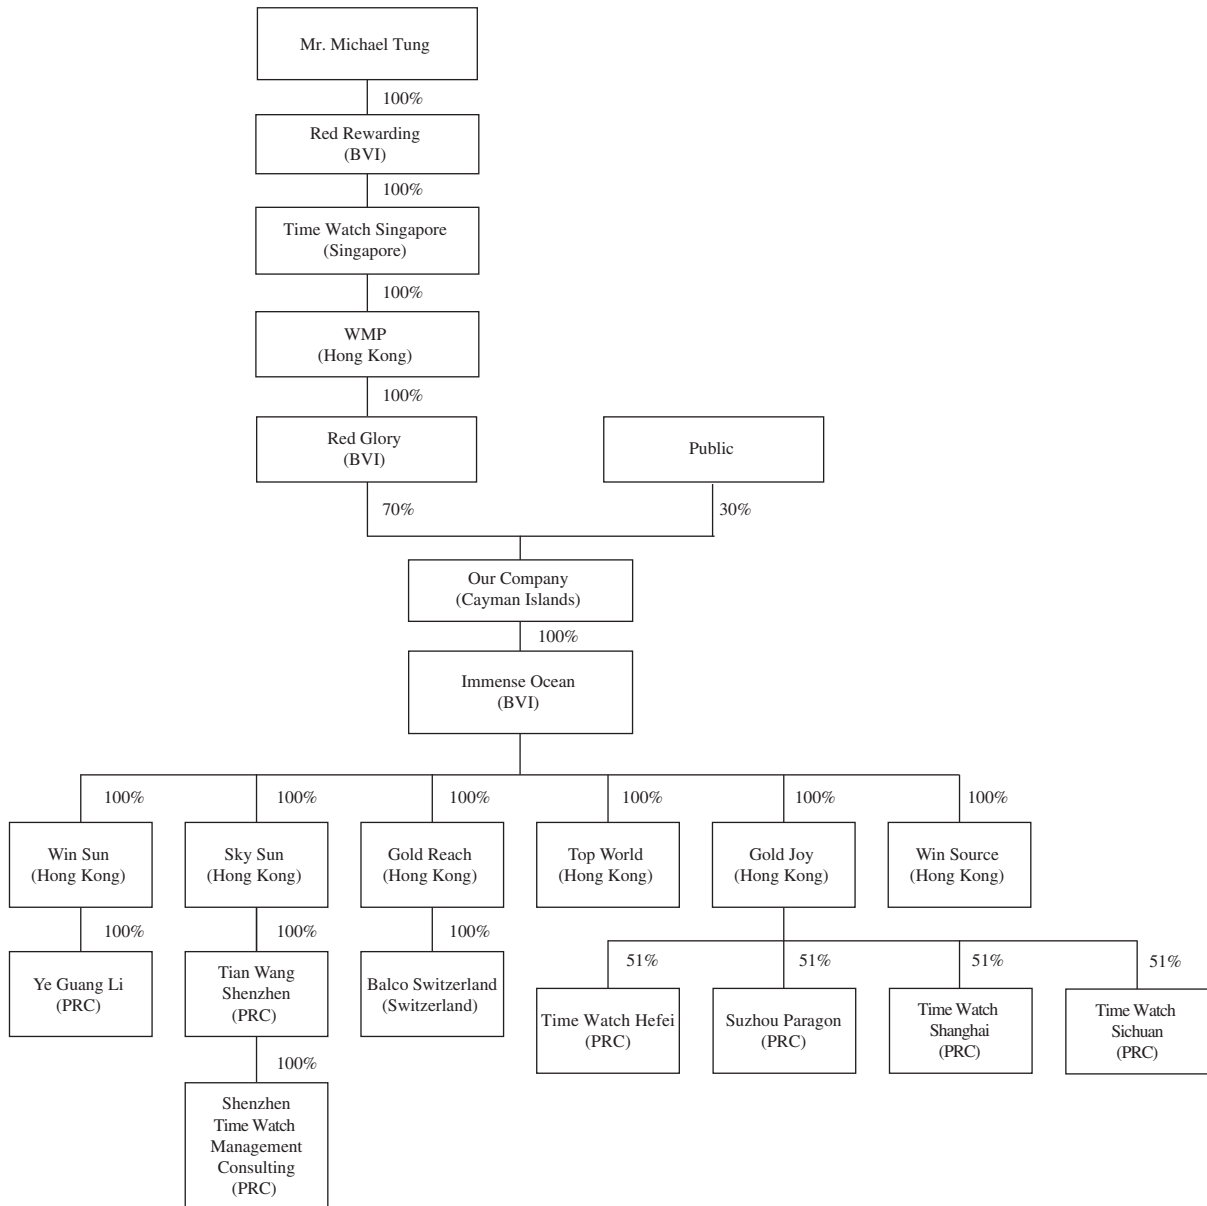 Mr. Michael Tung
100%
Red Rewarding
(BVI)
100%
Time Watch Singapore
(Singapore)
100%
WMP
(Hong Kong)
100%
Red Glory
(BVI)
Public
70%
30%
Our Company
(Cayman Islands)
100%
Immense Ocean
(BVI)
100%
100%
100%
100%
100%
100%
Win Sun
(Hong Kong)
Sky Sun
(Hong Kong)
Gold Reach
(Hong Kong)
Top World
(Hong Kong)
Gold Joy
(Hong Kong)
Win Source
(Hong Kong)
100%
100%
100%
Ye Guang Li
(PRC)
Tian Wang
Shenzhen
(PRC)
Balco Switzerland
(Switzerland)
51%
51%
51%
51%
Time Watch Hefei
(PRC)
Suzhou Paragon
(PRC)
Time Watch
Shanghai
(PRC)
Time Watch
Sichuan
(PRC)
100%
Shenzhen
Time Watch
Management
Consulting
(PRC)